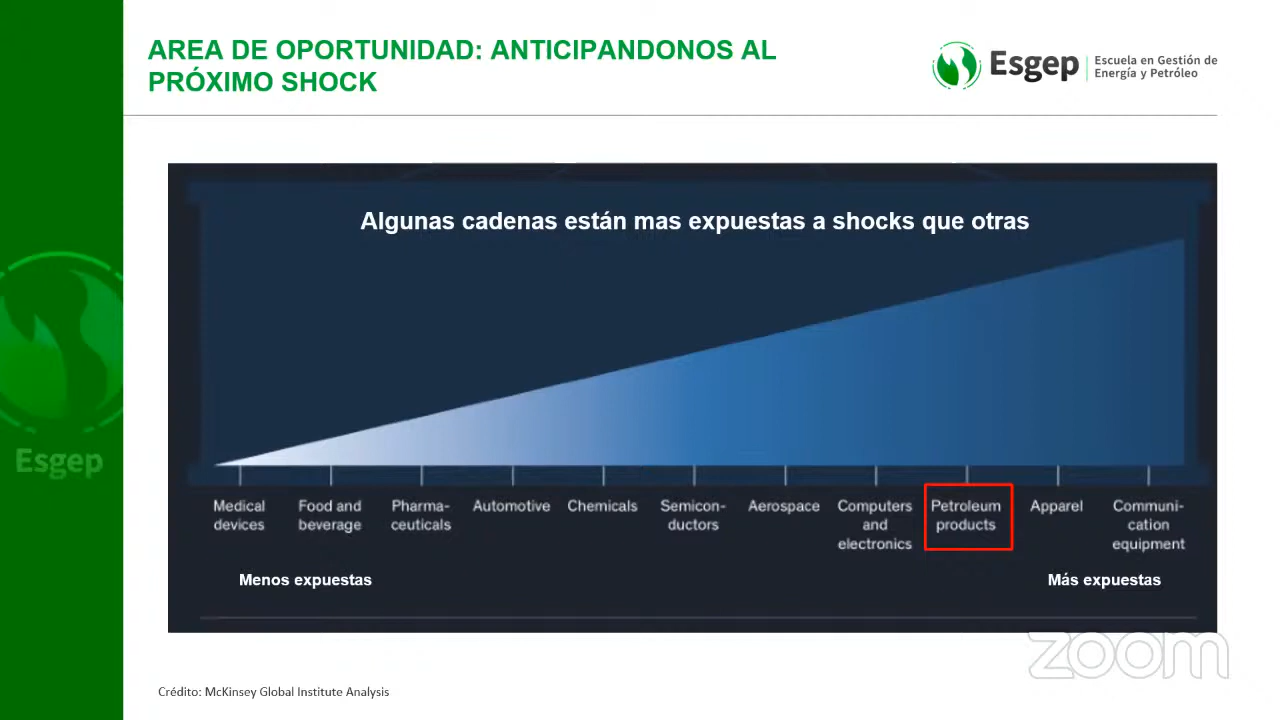 AREA DE OPORTUNIDAD: ANTICIPANDONOS AL
PRÓXIMO SHOCK
Esgep
Escuela en Gestión de
Energía y Petróleo
Algunas cadenas están mas expuestas a shocks que otras
Medical
devices
Food and
beverage
Pharma-
ceuticals
Automotive
Chemicals
Semicon-
ductors
Aerospace
Computers
and
electronics
Petroleum
products
Apparel
Communi-
cation
equipment
Menos expuestas
Más expuestas
Esgep
zoom
Crédito: McKinsey Global Institute Analysis